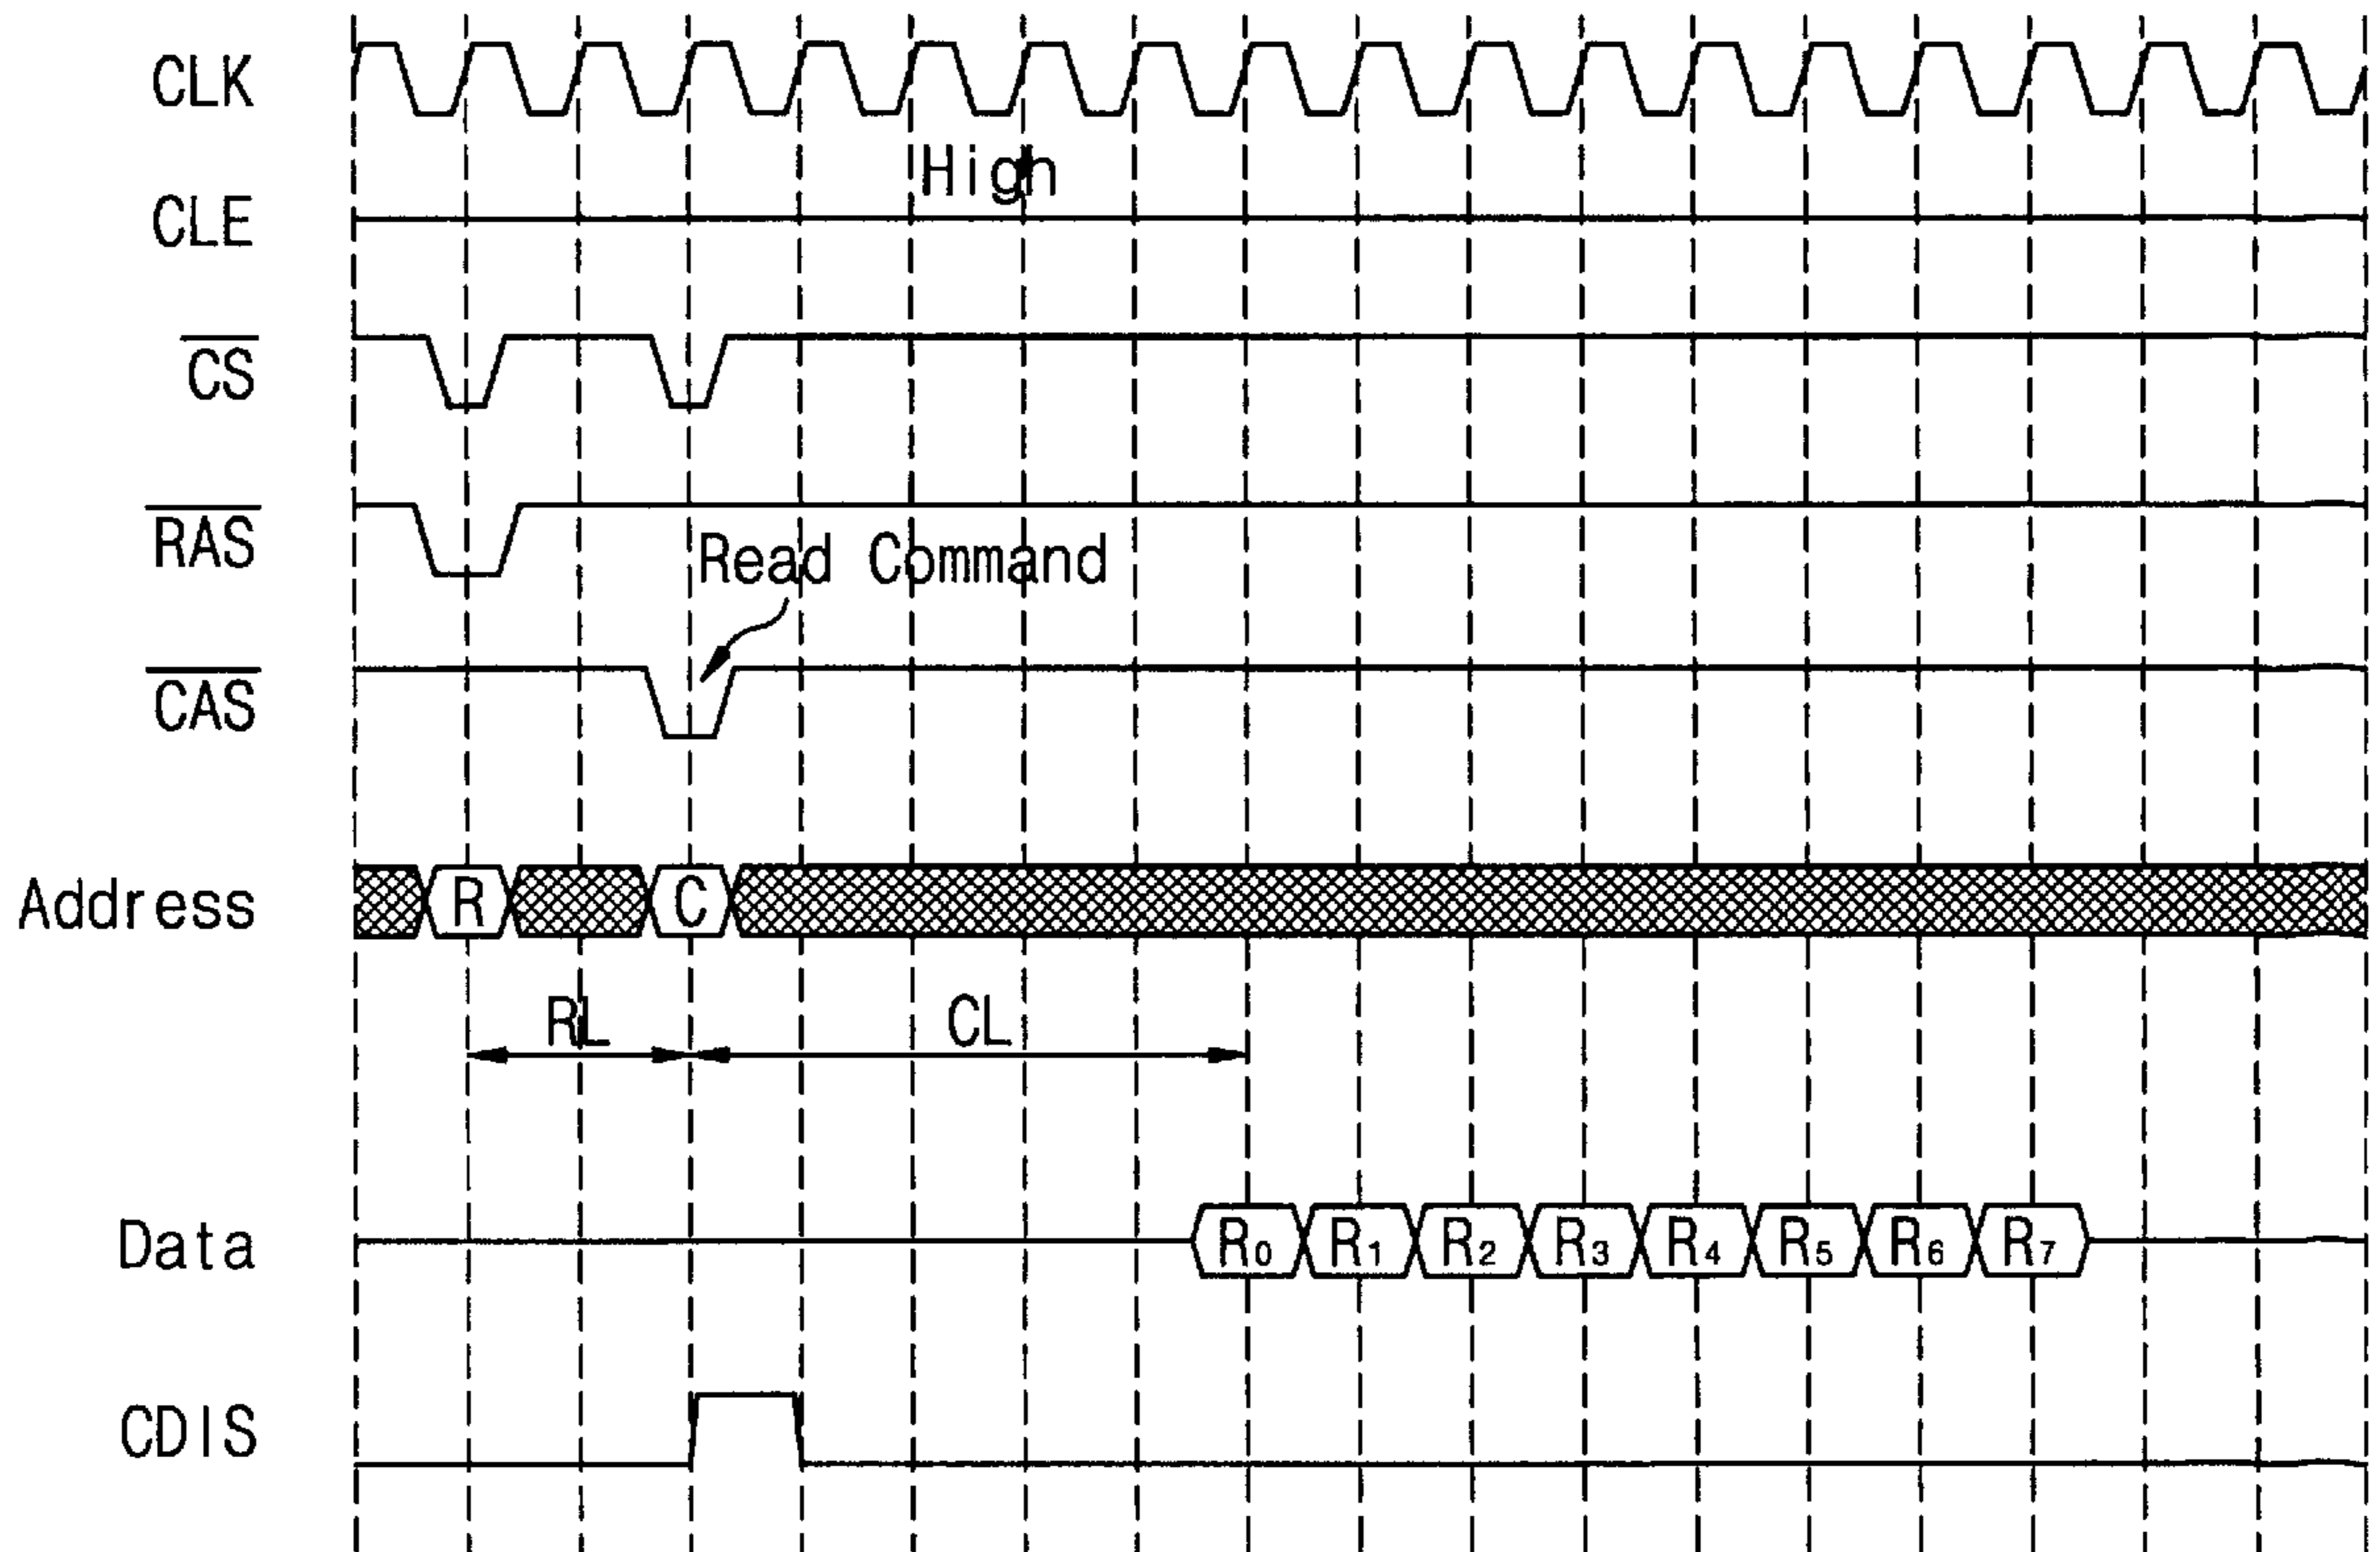 CLK
High
CLE
CS
RAS
Read Command
CAS
Address
R
C
RL
CL
Data
R0 R1 R2 R3 R4 R5 R6 R7
CDIS